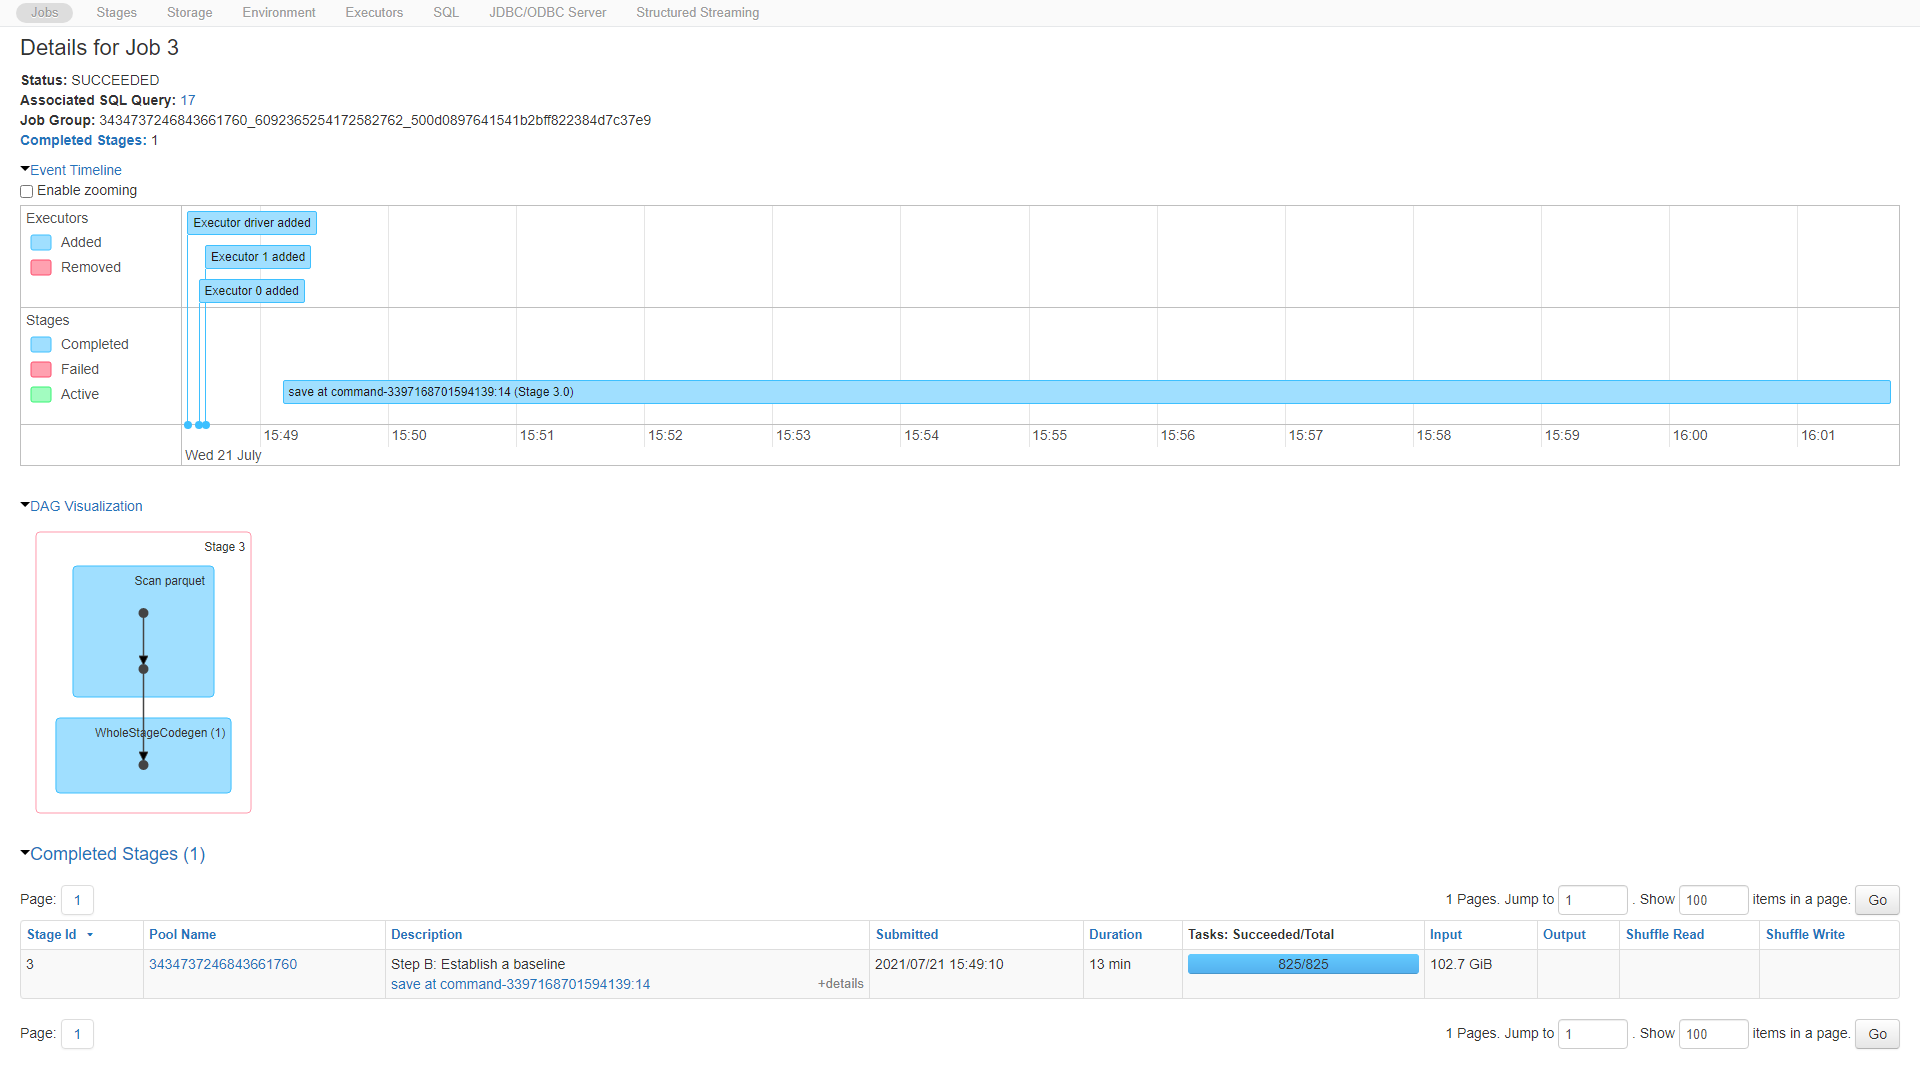 Jobs Stages Storage Environment Executors SQL JDBC/ODBC Server Structured Streaming
Details for Job 3
Status: SUCCEEDED
Associated SQL Query: 17
Job Group: 3434737246843661760_6092365254172582762_500d0897641541b2bff822384d7c37e9
Completed Stages: 1
Event Timeline
Enable zooming
Executors
Added
Removed
Executor driver added
Executor 1 added
Executor 0 added
Stages
Completed
Failed
Active
save at command-3397168701594139:14 (Stage 3.0)
15:49 15:50 15:51 15:52 15:53 15:54 15:55 15:56 15:57 15:58 15:59 16:00 16:01
Wed 21 July
DAG Visualization
Stage 3
Scan parquet
WholeStageCodegen (1)
Completed Stages (1)
Page: 1 1 Pages. Jump to 1 . Show 100 items in a page. Go
Stage Id Pool Name Description Submitted Duration Tasks: Succeeded/Total Input Output Shuffle Read Shuffle Write
3 3434737246843661760 Step B: Establish a baseline 2021/07/21 15:49:10 13 min 825/825 102.7 GiB
save at command-3397168701594139:14 +details
Page: 1 1 Pages. Jump to 1 . Show 100 items in a page. Go